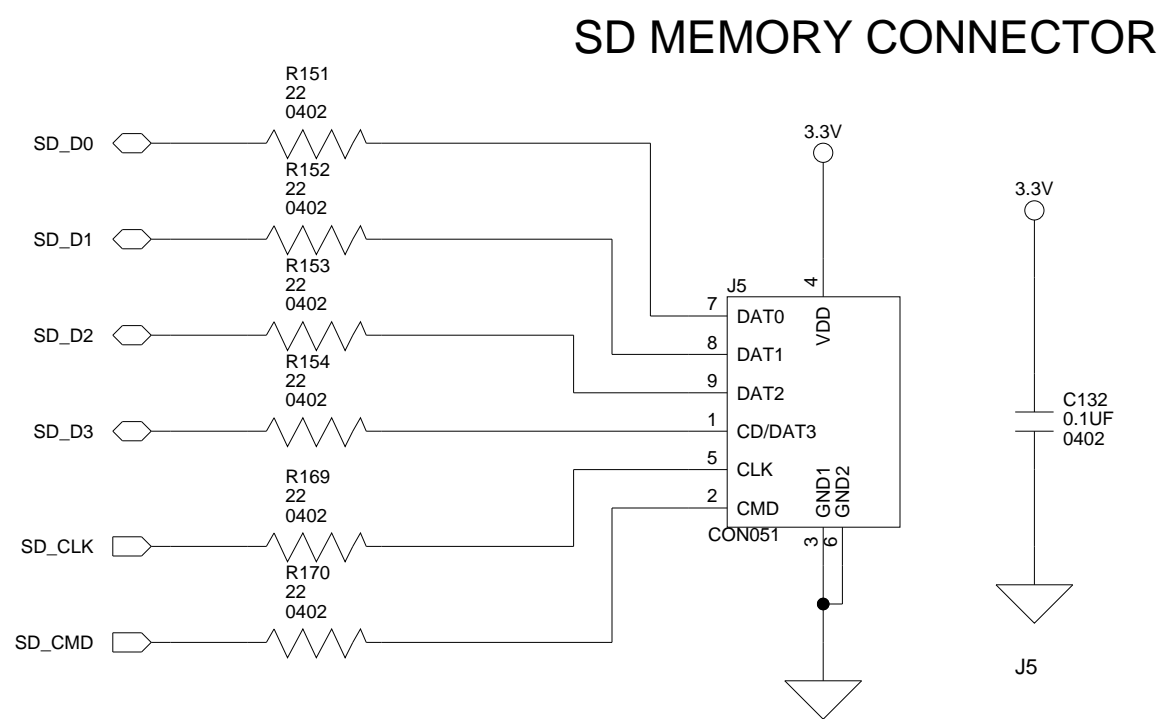 SD MEMORY CONNECTOR
R151
22
0402
SD_D0
R152
22
0402
SD_D1
R153
22
0402
SD_D2
R154
22
0402
SD_D3
R169
22
0402
SD_CLK
R170
22
0402
SD_CMD
3.3V
4
J5
VDD
7 DAT0
8 DAT1
9 DAT2
1 CD/DAT3
5 CLK
2 CMD
GND1
GND2
CON051
3
6
3.3V
C132
0.1UF
0402
J5